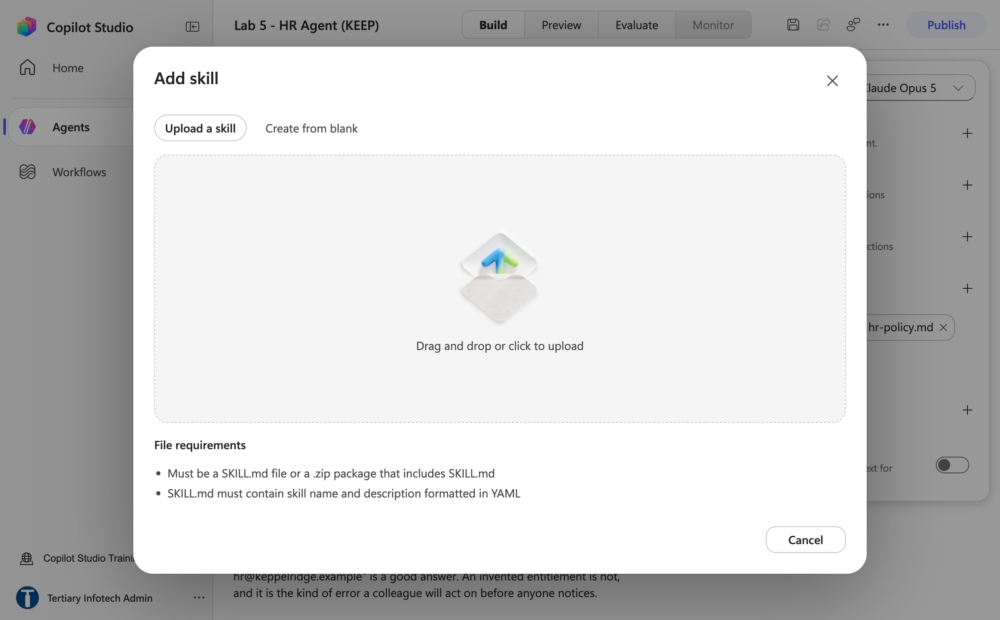 Copilot Studio
Lab 5 - HR Agent (KEEP)
Build
Preview
Evaluate
Monitor
Publish
Home
Agents
Workflows
Add skill
Upload a skill
Create from blank
Drag and drop or click to upload
File requirements
• Must be a SKILL.md file or a .zip package that includes SKILL.md
• SKILL.md must contain skill name and description formatted in YAML
Cancel
Claude Opus 5
nt.
ions
ctions
hr-policy.md
ext for
hr@keppelridge.example" is a good answer. An invented entitlement is not,
and it is the kind of error a colleague will act on before anyone notices.
Copilot Studio Traini
Tertiary Infotech Admin